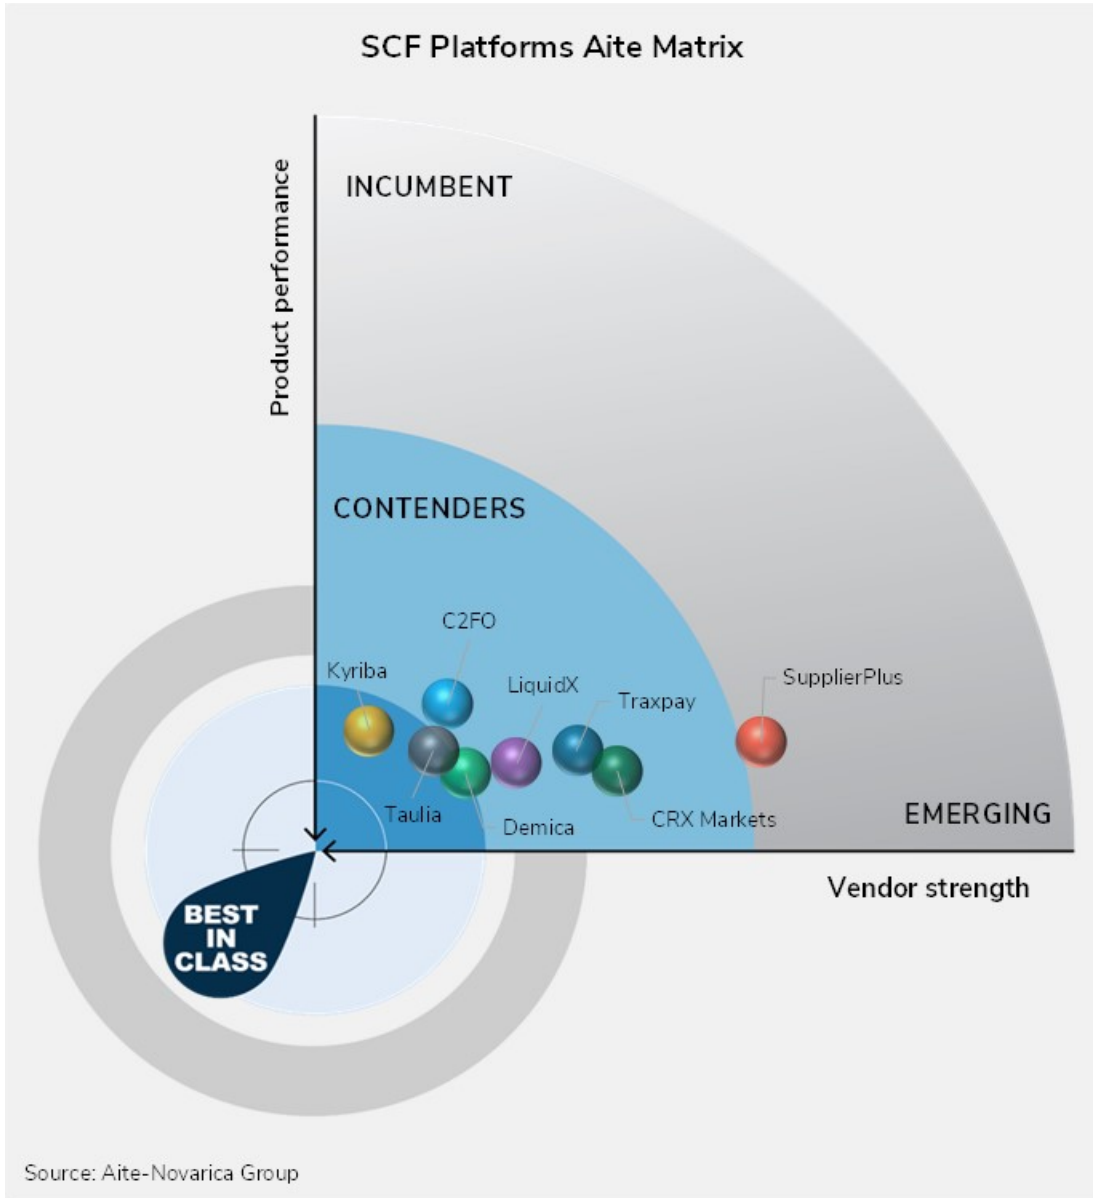 SCF Platforms Aite Matrix
Product performance
INCUMBENT
CONTENDERS
C2FO
Kyriba
LiquidX
SupplierPlus
Traxpay
Taulia
Demica
CRX Markets
EMERGING
Vendor strength
BEST
IN
CLASS
Source: Aite-Novarica Group